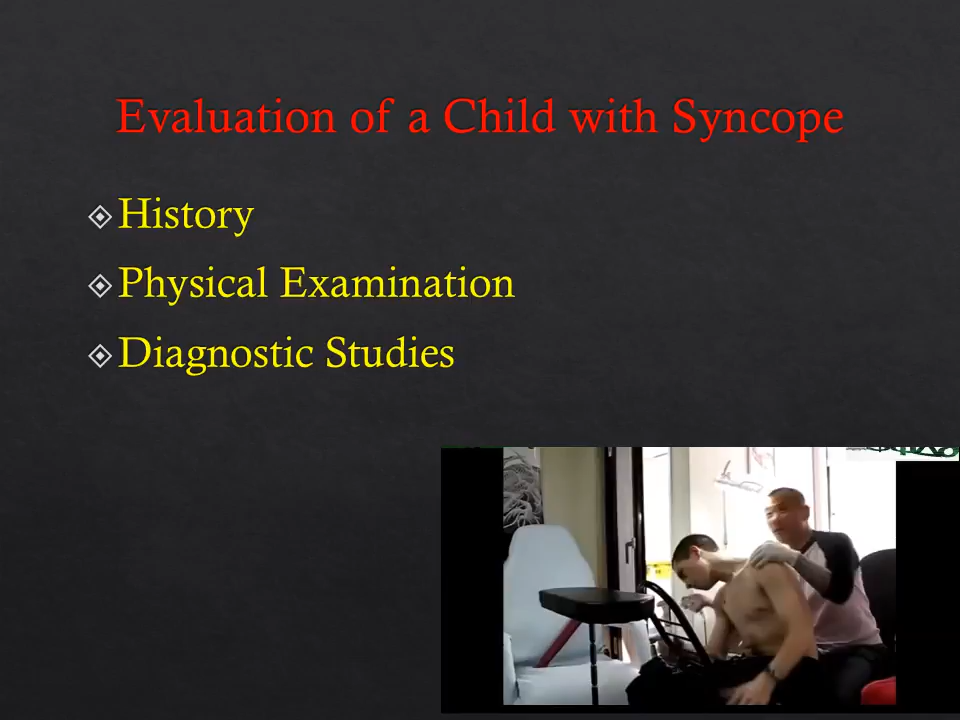 Evaluation of a Child with Syncope
History
Physical Examination
Diagnostic Studies